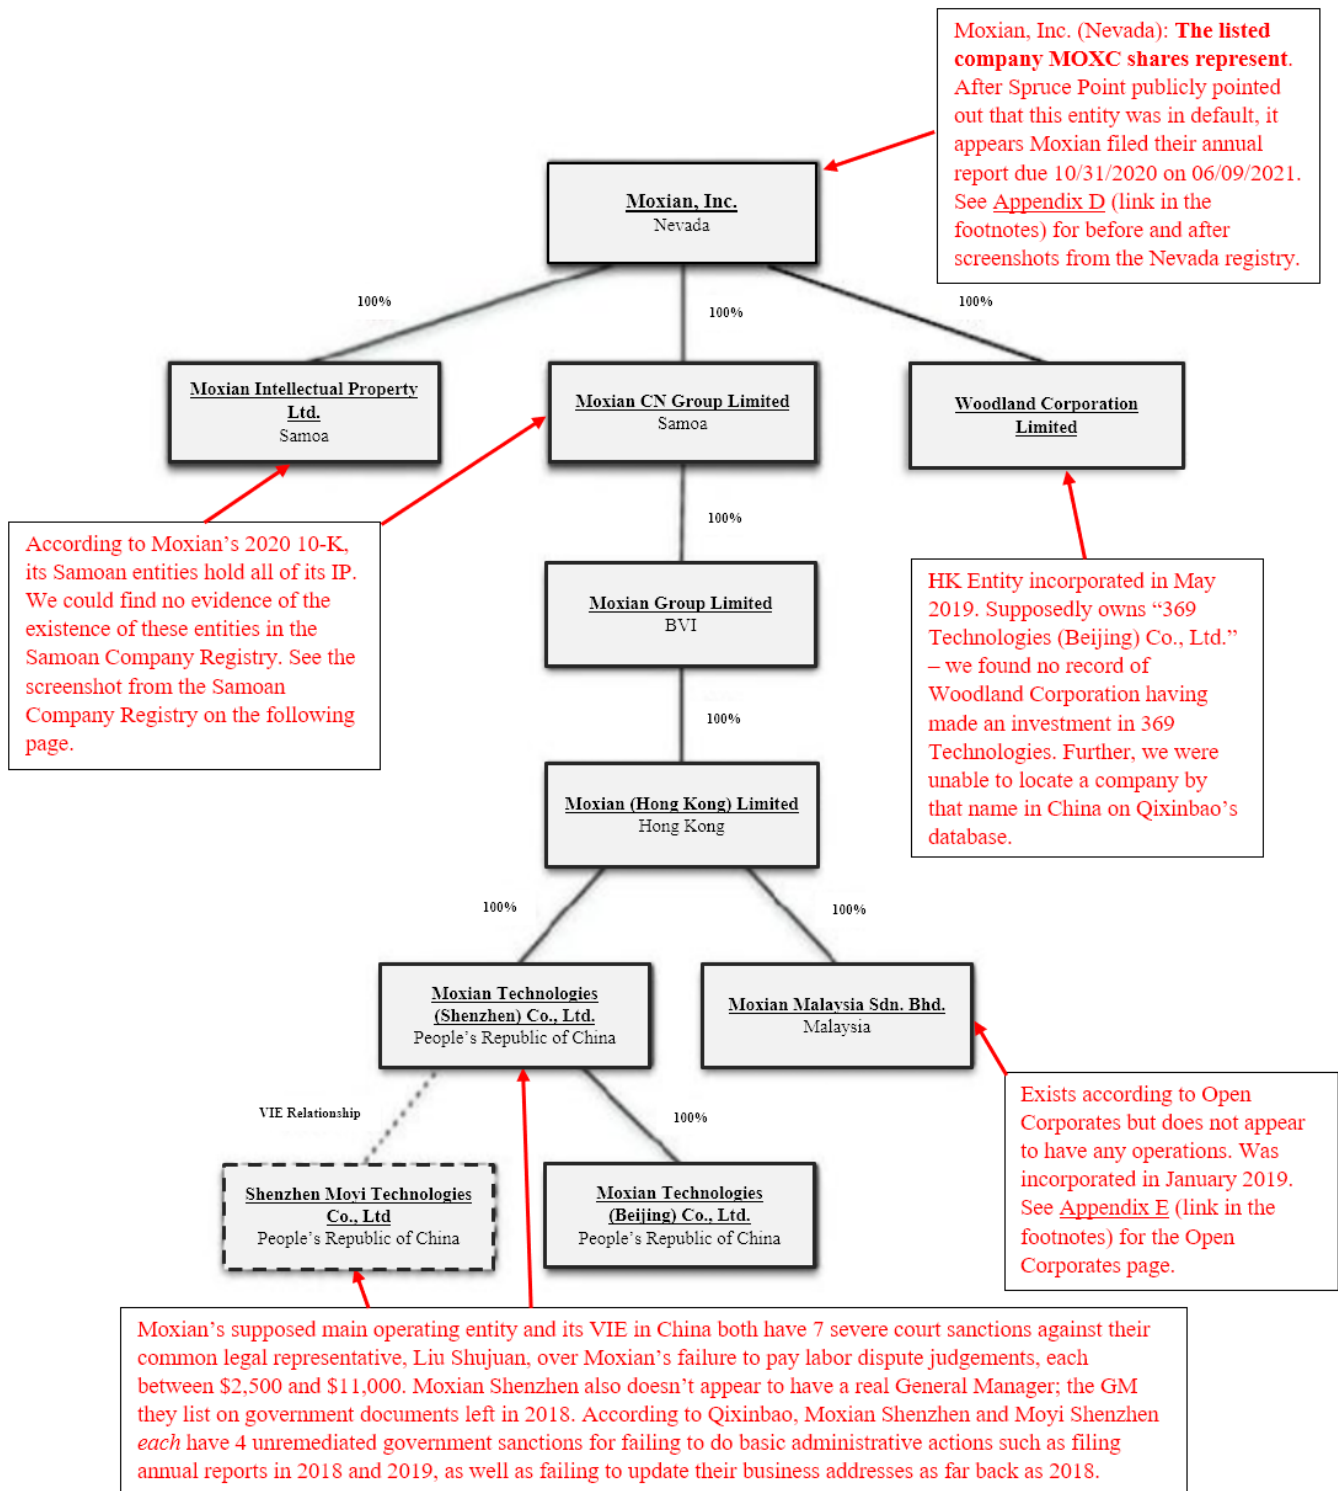 Moxian, Inc. (Nevada): The listed
company MOXC shares represent.
After Spruce Point publicly pointed
out that this entity was in default, it
appears Moxian filed their annual
report due 10/31/2020 on 06/09/2021.
See Appendix D (link in the
footnotes) for before and after
screenshots from the Nevada registry.
Moxian, Inc.
Nevada
100%
100%
100%
Moxian Intellectual Property
Ltd.
Samoa
Moxian CN Group Limited
Samoa
Woodland Corporation
Limited
According to Moxian’s 2020 10-K,
its Samoan entities hold all of its IP.
We could find no evidence of the
existence of these entities in the
Samoan Company Registry. See the
screenshot from the Samoan
Company Registry on the following
page.
100%
Moxian Group Limited
BVI
HK Entity incorporated in May
2019. Supposedly owns “369
Technologies (Beijing) Co., Ltd.”
– we found no record of
Woodland Corporation having
made an investment in 369
Technologies. Further, we were
unable to locate a company by
that name in China on Qixinbao’s
database.
100%
Moxian (Hong Kong) Limited
Hong Kong
100%
100%
Moxian Technologies
(Shenzhen) Co., Ltd.
People’s Republic of China
Moxian Malaysia Sdn. Bhd.
Malaysia
VIE Relationship
100%
Exists according to Open
Corporates but does not appear
to have any operations. Was
incorporated in January 2019.
See Appendix E (link in the
footnotes) for the Open
Corporates page.
Shenzhen Moyi Technologies
Co., Ltd
People’s Republic of China
Moxian Technologies
(Beijing) Co., Ltd.
People’s Republic of China
Moxian’s supposed main operating entity and its VIE in China both have 7 severe court sanctions against their
common legal representative, Liu Shujuan, over Moxian’s failure to pay labor dispute judgements, each
between $2,500 and $11,000. Moxian Shenzhen also doesn’t appear to have a real General Manager; the GM
they list on government documents left in 2018. According to Qixinbao, Moxian Shenzhen and Moyi Shenzhen
each have 4 unremediated government sanctions for failing to do basic administrative actions such as filing
annual reports in 2018 and 2019, as well as failing to update their business addresses as far back as 2018.